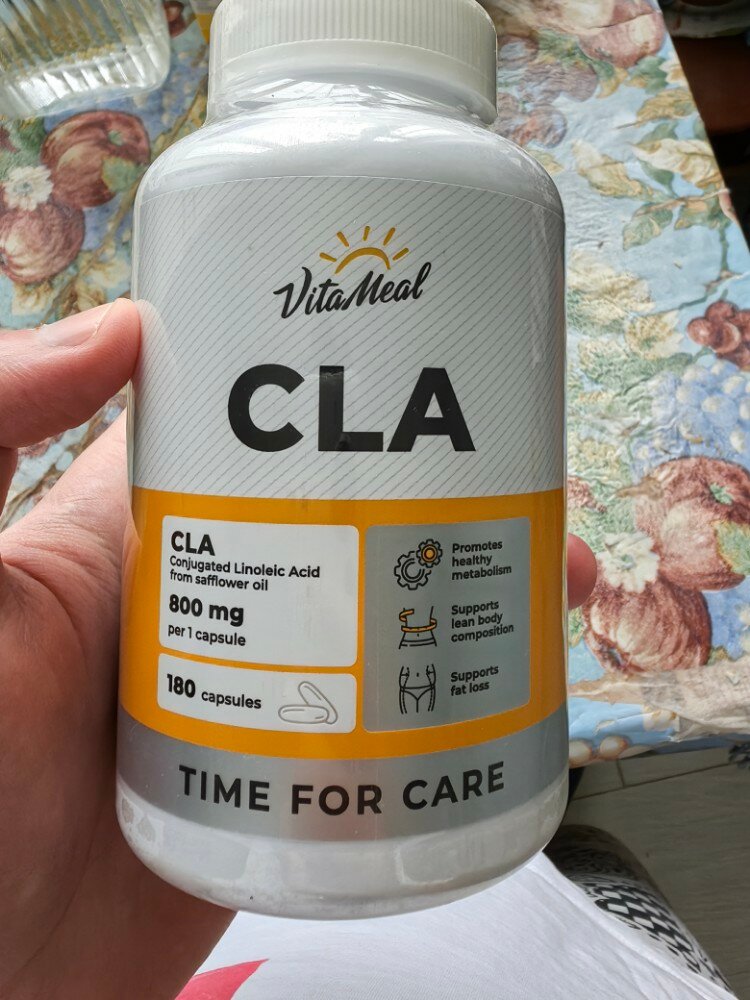 VitaMeal
CLA
CLA
Conjugated Linoleic Acid
from safflower oil
800 mg
per 1 capsule
180 capsules
Promotes
healthy
metabolism
Supports
lean body
composition
Supports
fat loss
TIME FOR CARE